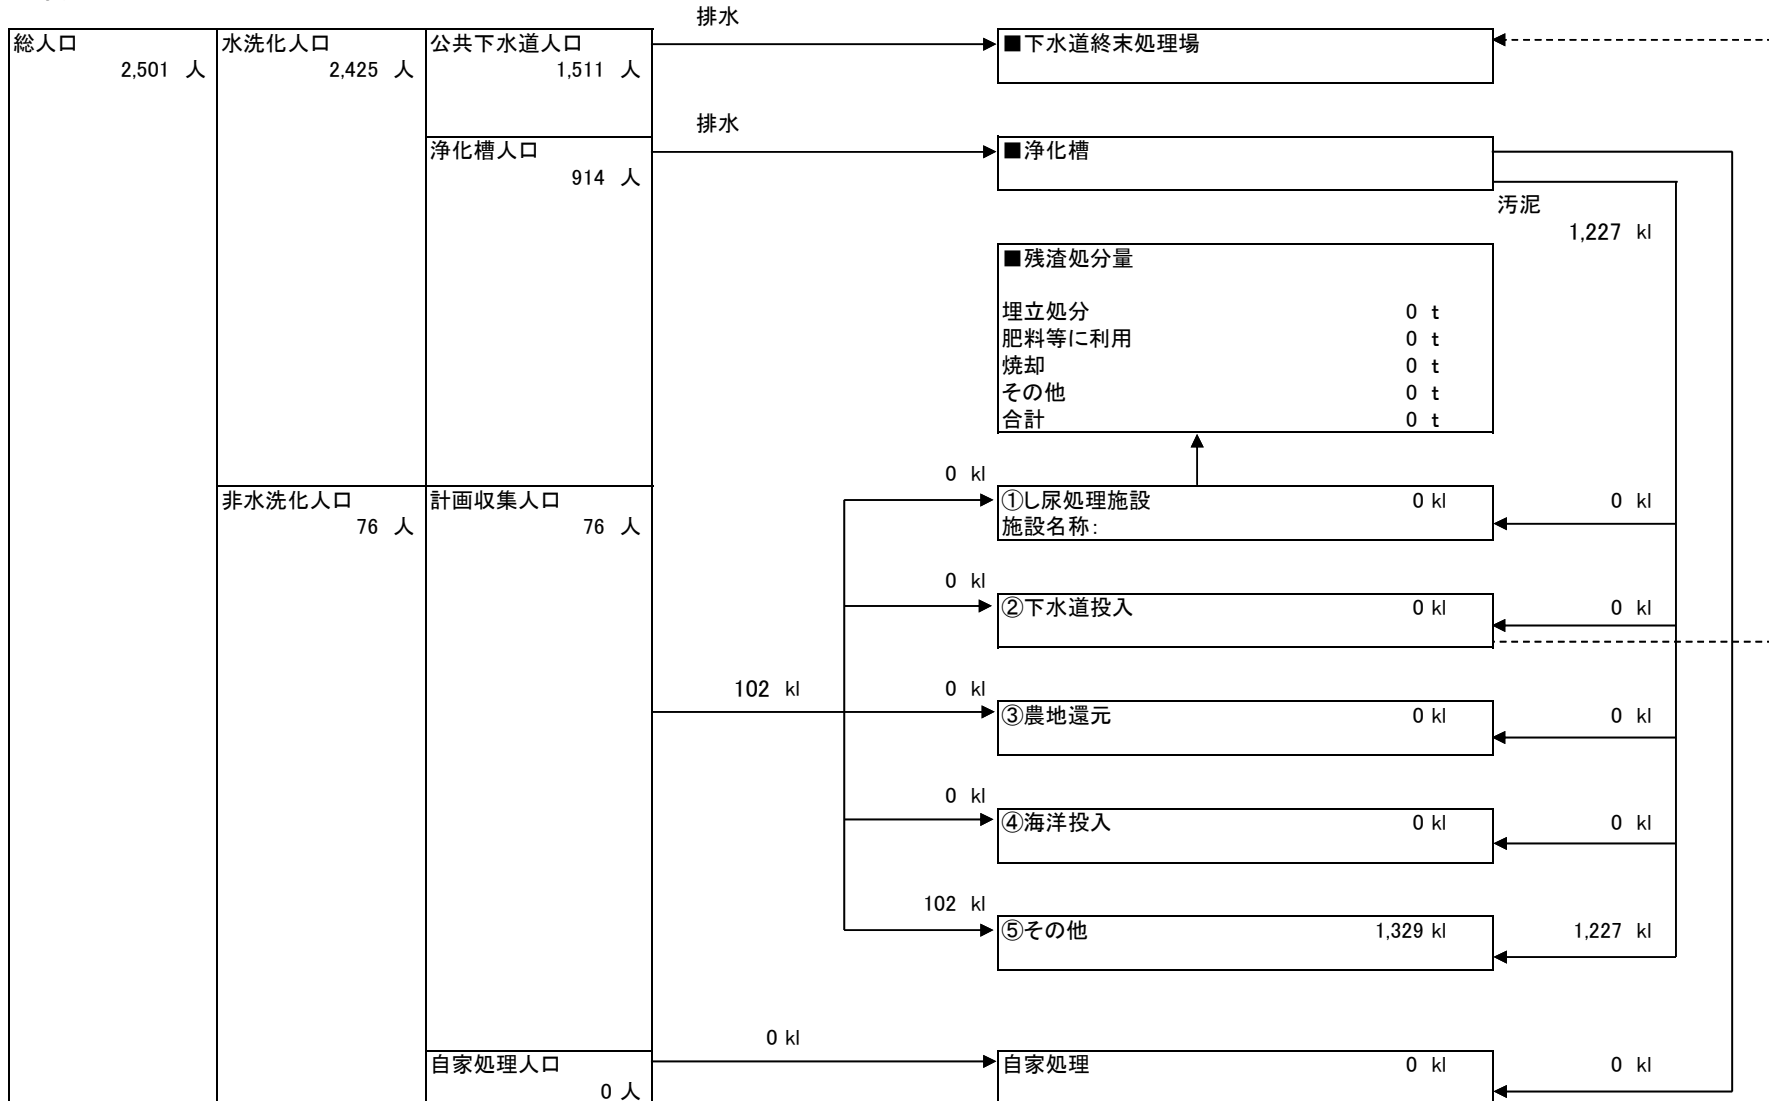 排水
総人口 水洗化人口 公共下水道人口 ■下水道終末処理場
2,501 人 2,425 人 1,511 人
排水
浄化槽人口 ■浄化槽
914 人
汚泥
1,227 kl
■残渣処分量
埋立処分 0 t
肥料等に利用 0 t
焼却 0 t
その他 0 t
合計 0 t
0 kl
非水洗化人口 計画収集人口 ①し尿処理施設 0 kl 0 kl
76 人 76 人 施設名称:
0 kl
②下水道投入 0 kl 0 kl
102 kl 0 kl
③農地還元 0 kl 0 kl
0 kl
④海洋投入 0 kl 0 kl
102 kl
⑤その他 1,329 kl 1,227 kl
0 kl
自家処理人口 自家処理 0 kl 0 kl
0 人